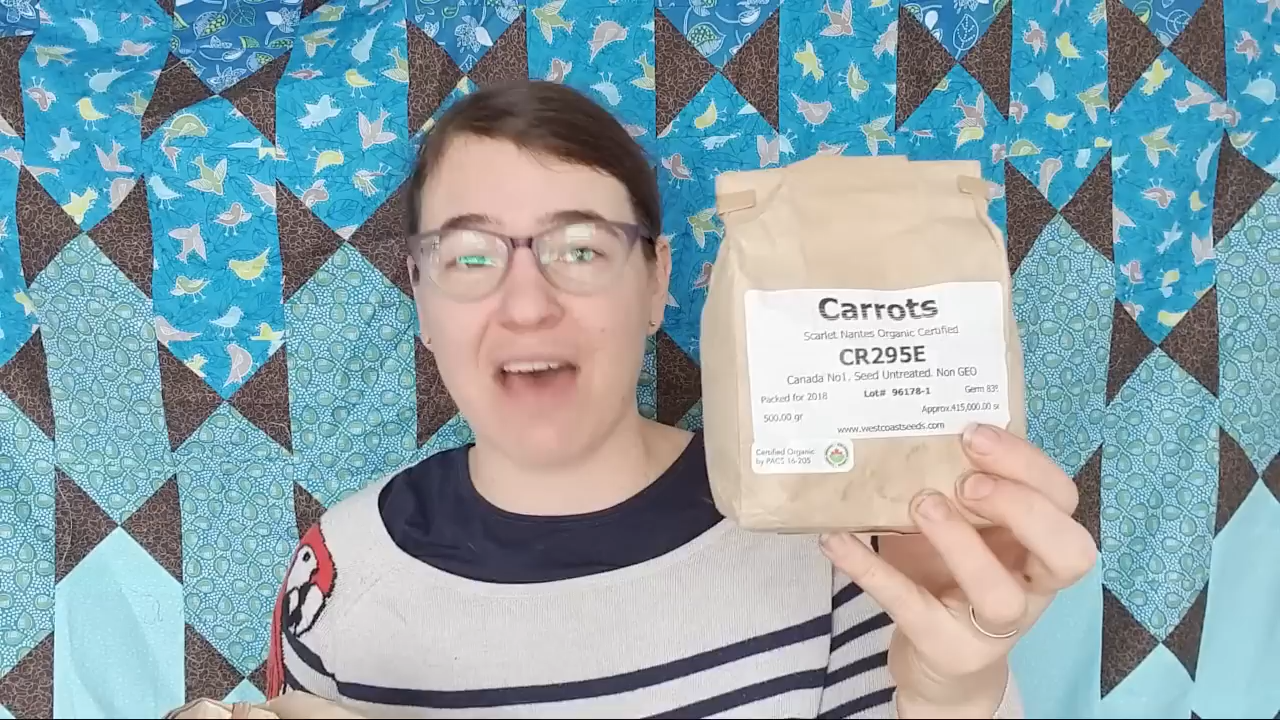 Carrots
Scarlet Nantes Organic Certified
CR295E
Canada No1. Seed Untreated. Non GEO
Packed for 2018 Lot# 96178-1 Germ 83%
500.00 gr Approx.415,000.00
www.westcoastseeds.com
Certified Organic
by PACS 16-205